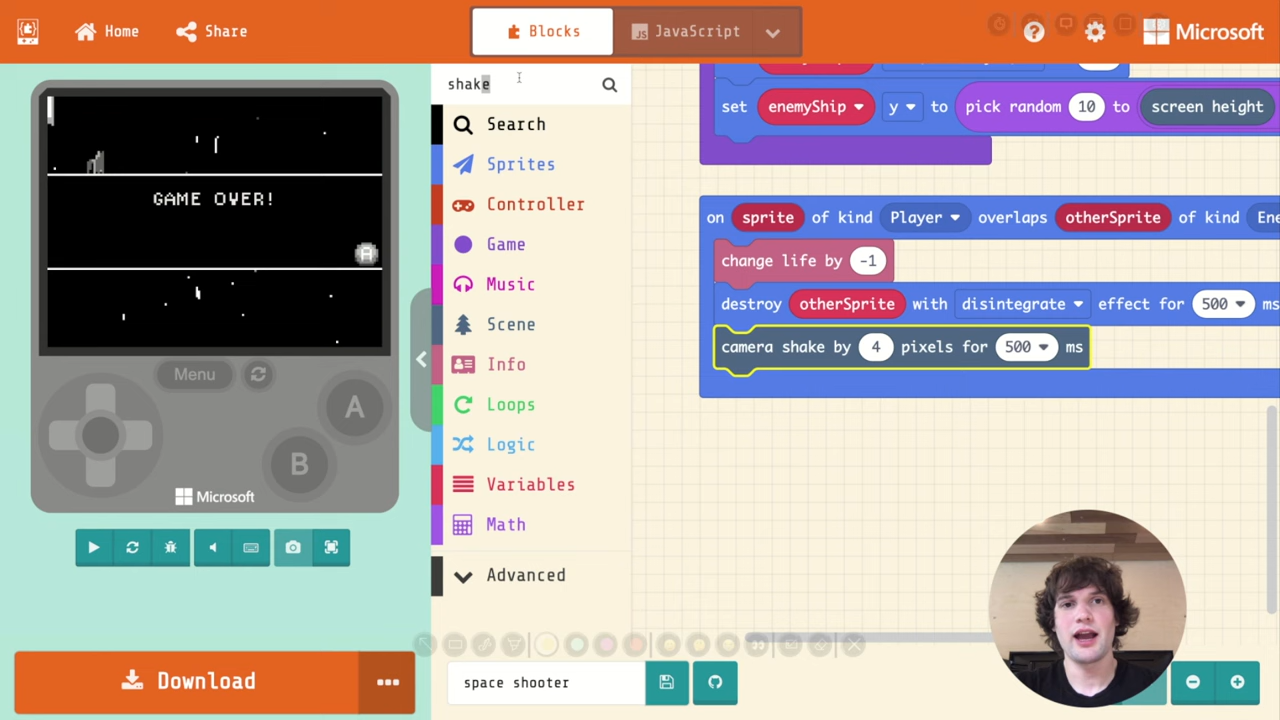 Home
Share
Blocks
JS JavaScript
Microsoft
shake
GAME OVER!
A
Menu
A
B
Microsoft
Download
Search
Sprites
Controller
Game
Music
Scene
Info
Loops
Logic
Variables
Math
Advanced
set enemyShip y to pick random 10 to screen height
on sprite of kind Player overlaps otherSprite of kind Ene
change life by -1
destroy otherSprite with disintegrate effect for 500 ms
camera shake by 4 pixels for 500 ms
space shooter